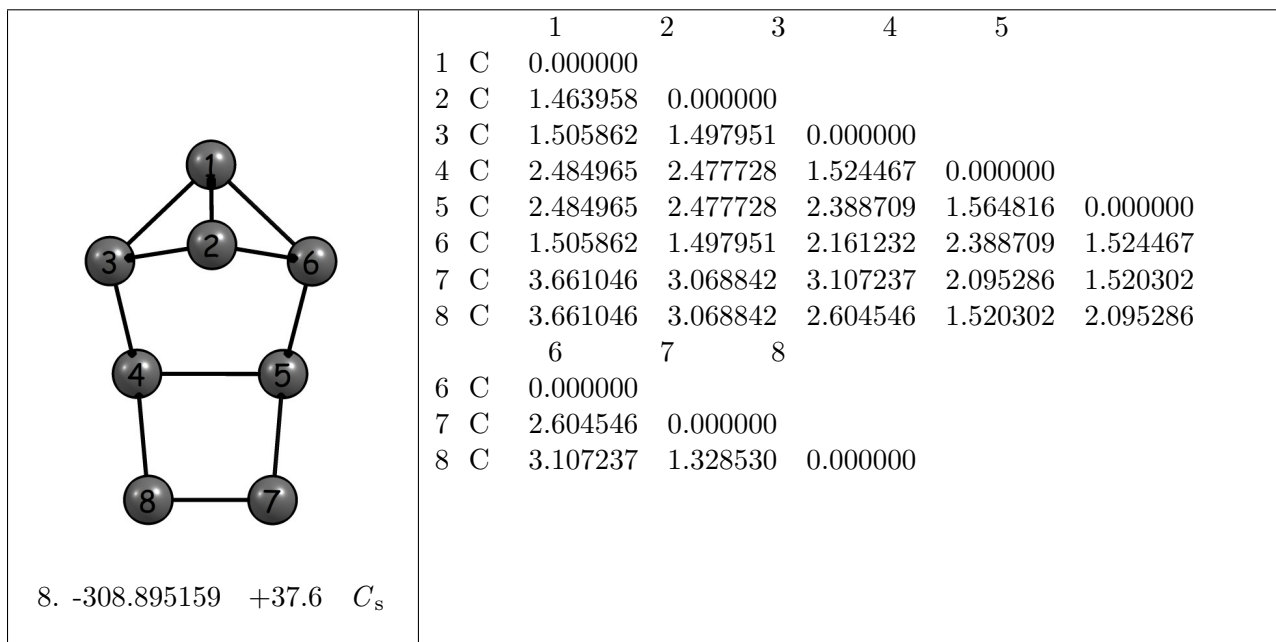 1 2 3 4 5
1 C 0.000000
2 C 1.463958 0.000000
3 C 1.505862 1.497951 0.000000
4 C 2.484965 2.477728 1.524467 0.000000
5 C 2.484965 2.477728 2.388709 1.564816 0.000000
6 C 1.505862 1.497951 2.161232 2.388709 1.524467
7 C 3.661046 3.068842 3.107237 2.095286 1.520302
8 C 3.661046 3.068842 2.604546 1.520302 2.095286
6 7 8
6 C 0.000000
7 C 2.604546 0.000000
8 C 3.107237 1.328530 0.000000
1
2
3 6
4 5
8 7
8. -308.895159 +37.6 Cs